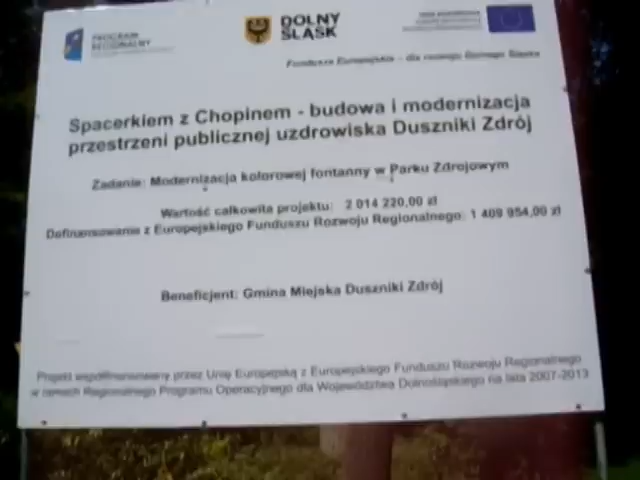 PROGRAM
REGIONALNY
DOLNY
ŚLĄSK
Fundusze Europejskie - dla rozwoju Dolnego Śląska
Spacerkiem z Chopinem - budowa i modernizacja
przestrzeni publicznej uzdrowiska Duszniki Zdrój
Zadanie: Modernizacja kolorowej fontanny w Parku Zdrojowym
Wartość całkowita projektu: 2 014 220,00 zł
Dofinansowanie z Europejskiego Funduszu Rozwoju Regionalnego: 1 409 954,00 zł
Beneficjent: Gmina Miejska Duszniki Zdrój
Projekt współfinansowany przez Unię Europejską z Europejskiego Funduszu Rozwoju Regionalnego
w ramach Regionalnego Programu Operacyjnego dla Województwa Dolnośląskiego na lata 2007-2013